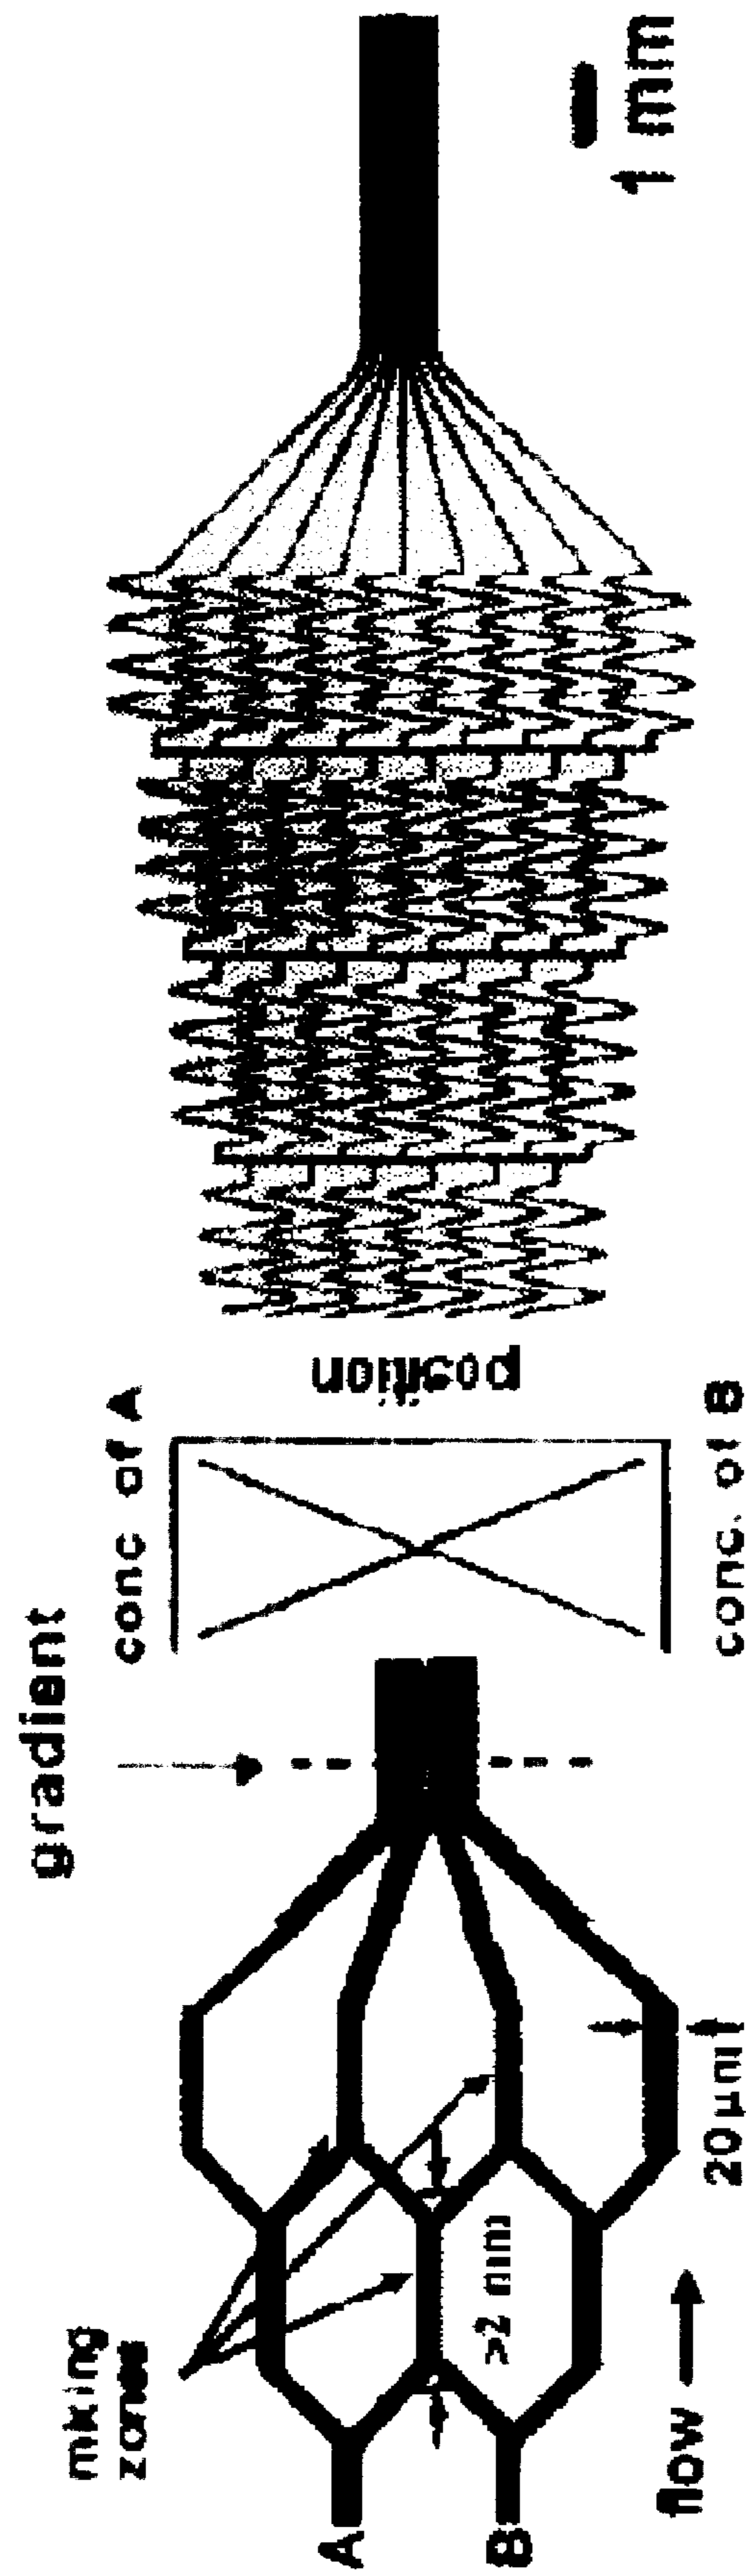 gradient
mixing
zones
A
B
>2 mm
20 µm
flow
conc of A
position
conc. of B
1 mm